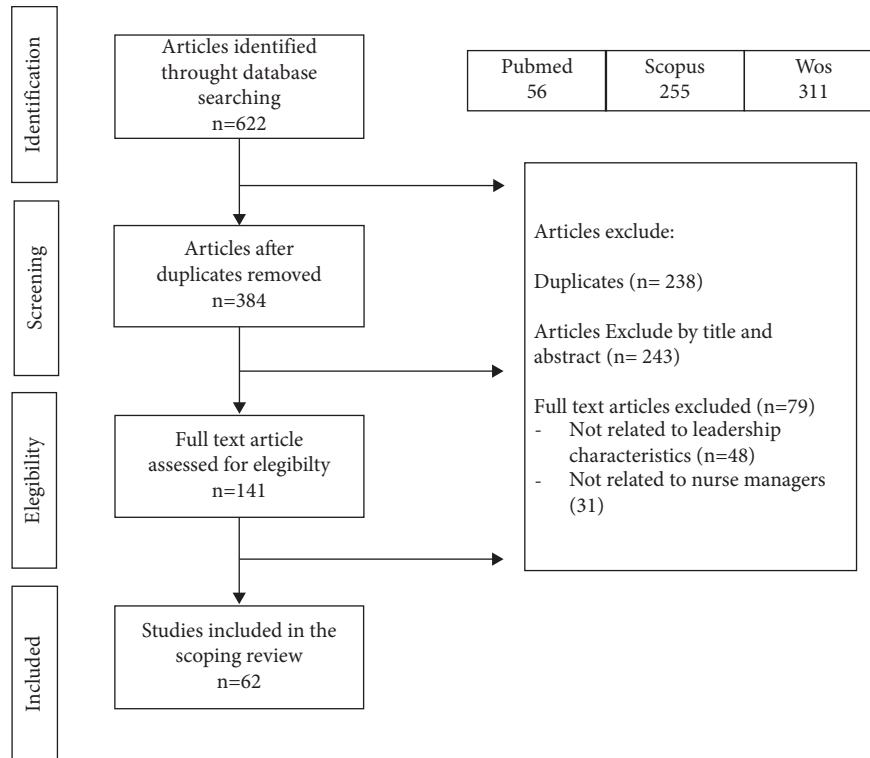 Identification
Articles identified
throught database
searching
n=622
Pubmed
56
Scopus
255
Wos
311
Screening
Articles after
duplicates removed
n=384
Articles exclude:
Duplicates (n= 238)
Articles Exclude by title and
abstract (n= 243)
Full text articles excluded (n=79)
- Not related to leadership
characteristics (n=48)
- Not related to nurse managers
(31)
Elegibility
Full text article
assessed for elegibilty
n=141
Included
Studies included in the
scoping review
n=62